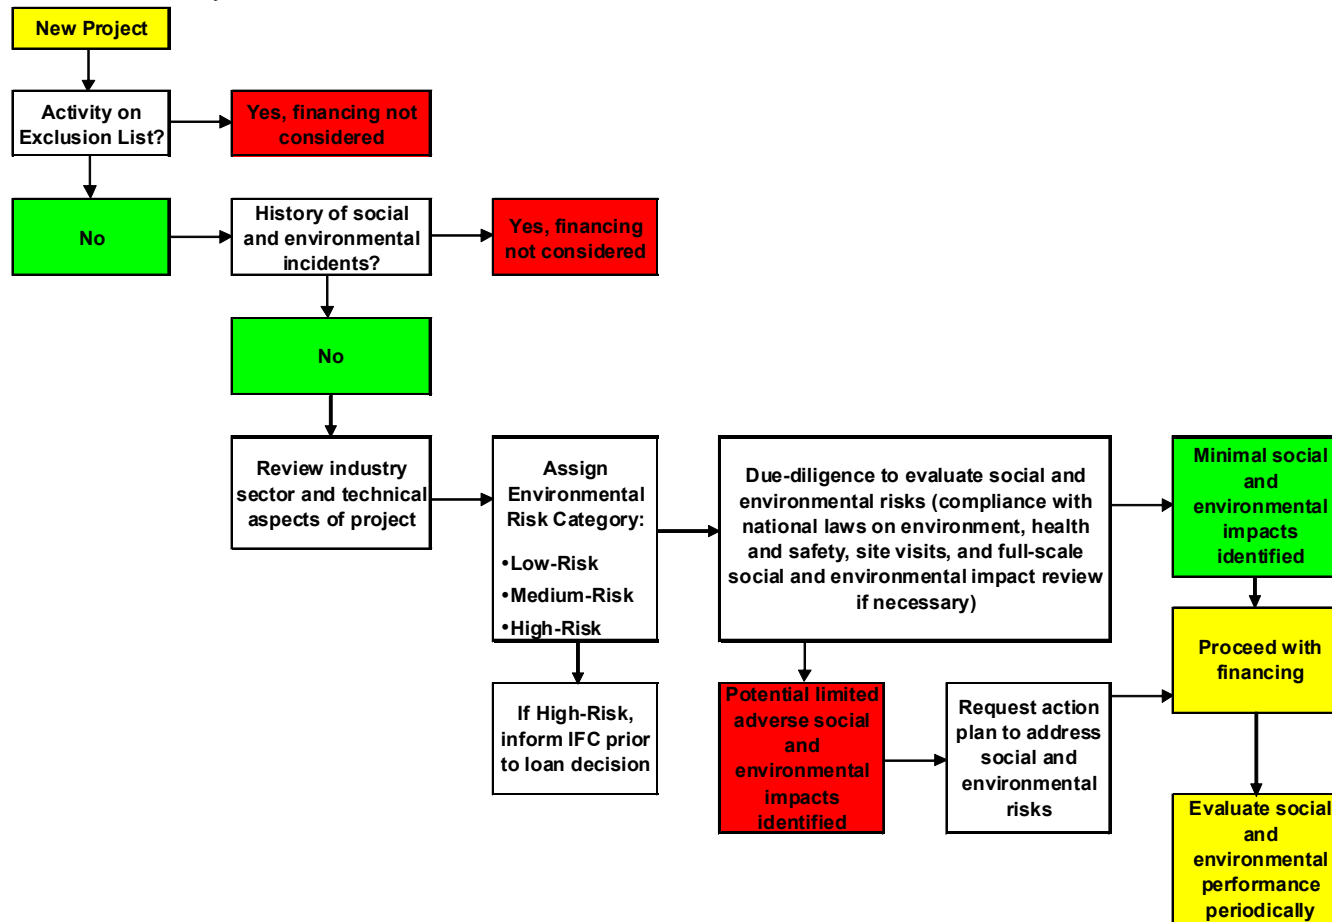 New Project
Activity on
Exclusion List?
Yes, financing not
considered
No
History of social
and environmental
incidents?
Yes, financing
not considered
No
Review industry
sector and technical
aspects of project
Assign
Environmental
Risk Category:
•Low-Risk
•Medium-Risk
•High-Risk
Due-diligence to evaluate social and
environmental risks (compliance with
national laws on environment, health
and safety, site visits, and full-scale
social and environmental impact review
if necessary)
Minimal social
and
environmental
impacts
identified
If High-Risk,
inform IFC prior
to loan decision
Potential limited
adverse social
and
environmental
impacts
identified
Request action
plan to address
social and
environmental
risks
Proceed with
financing
Evaluate social
and
environmental
performance
periodically